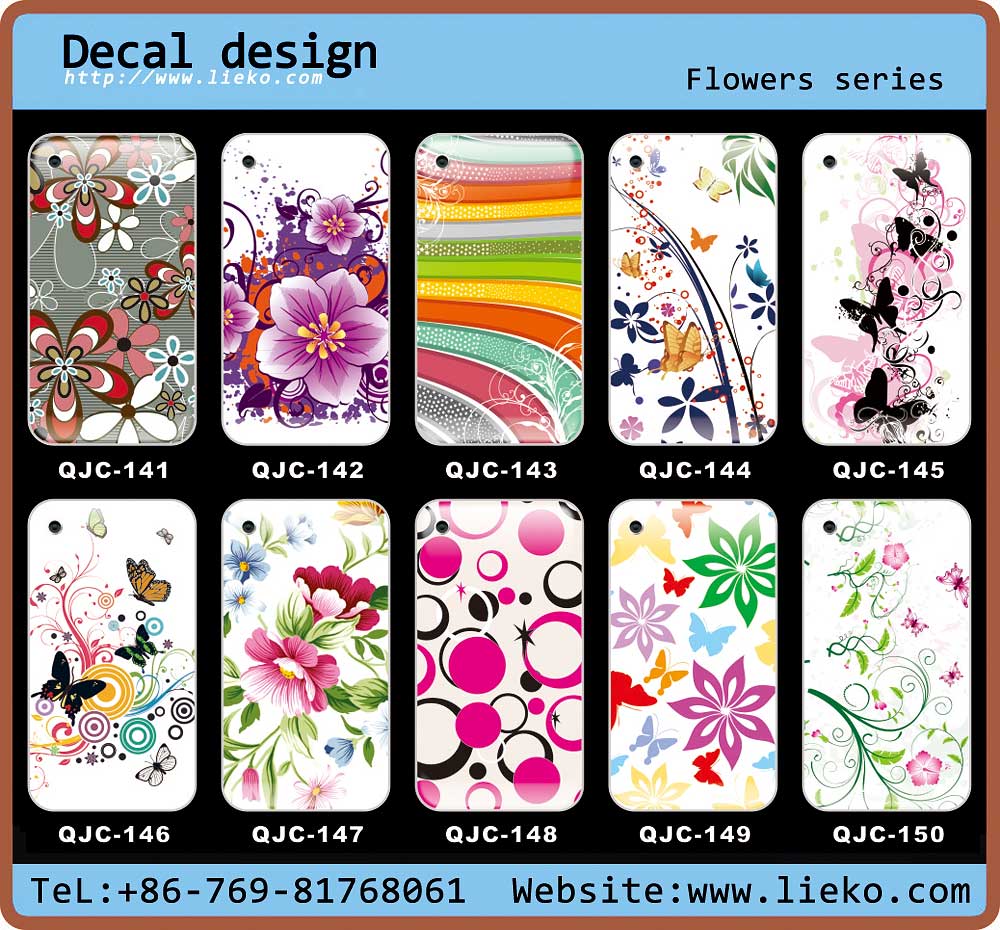 Decal design
http://www.lieko.com
Flowers series
QJC-141 QJC-142 QJC-143 QJC-144 QJC-145
QJC-146 QJC-147 QJC-148 QJC-149 QJC-150
TeL:+86-769-81768061 Website:www.lieko.com